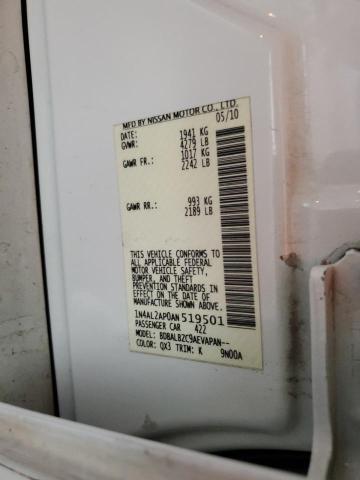 MFD BY NISSAN MOTOR CO., LTD.
DATE: 05/10
GVWR: 1941 KG
4279 LB
GAWR FR.: 1017 KG
2242 LB
GAWR RR.: 993 KG
2189 LB
THIS VEHICLE CONFORMS TO
ALL APPLICABLE FEDERAL
MOTOR VEHICLE SAFETY,
BUMPER, AND THEFT
PREVENTION STANDARDS IN
EFFECT ON THE DATE OF
MANUFACTURE SHOWN ABOVE.
1N4AL2AP0AN519501
PASSENGER CAR 422
MODEL: BDBALB2C9AEVAPAN--
COLOR: QX3 TRIM: K 9N00A